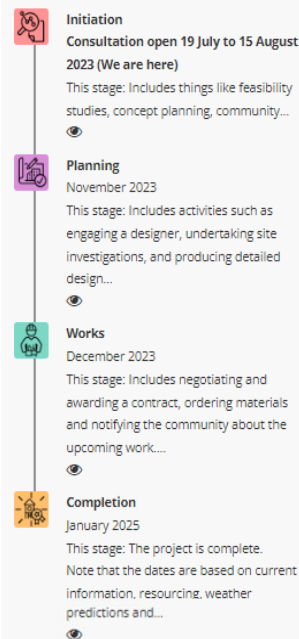 Initiation
Consultation open 19 July to 15 August
2023 (We are here)
This stage: Includes things like feasibility
studies, concept planning, community...
Planning
November 2023
This stage: Includes activities such as
engaging a designer, undertaking site
investigations, and producing detailed
design...
Works
December 2023
This stage: Includes negotiating and
awarding a contract, ordering materials
and notifying the community about the
upcoming work....
Completion
January 2025
This stage: The project is complete.
Note that the dates are based on current
information, resourcing, weather
predictions and...